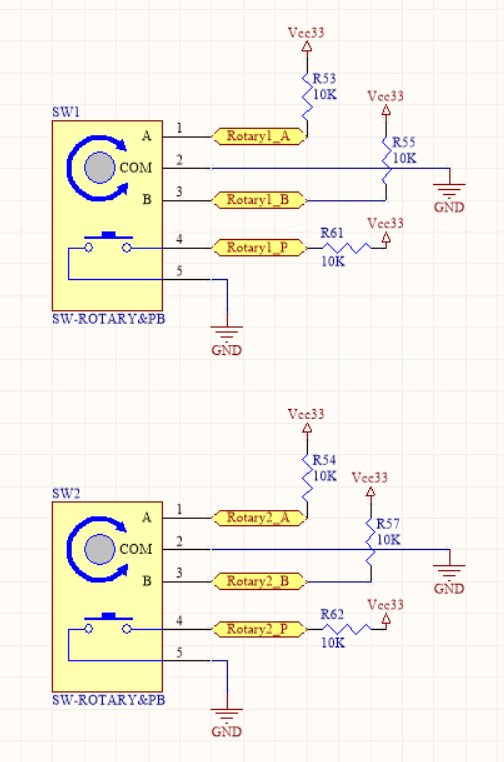 Vcc33
R53
10K
Vcc33
SW1
A
1
Rotary1_A
R55
10K
COM
2
B
3
Rotary1_B
GND
Vcc33
R61
4
Rotary1_P
10K
5
SW-ROTARY&PB
GND
Vcc33
R54
10K
Vcc33
SW2
A
1
Rotary2_A
R57
10K
COM
2
B
3
Rotary2_B
GND
Vcc33
R62
4
Rotary2_P
10K
5
SW-ROTARY&PB
GND